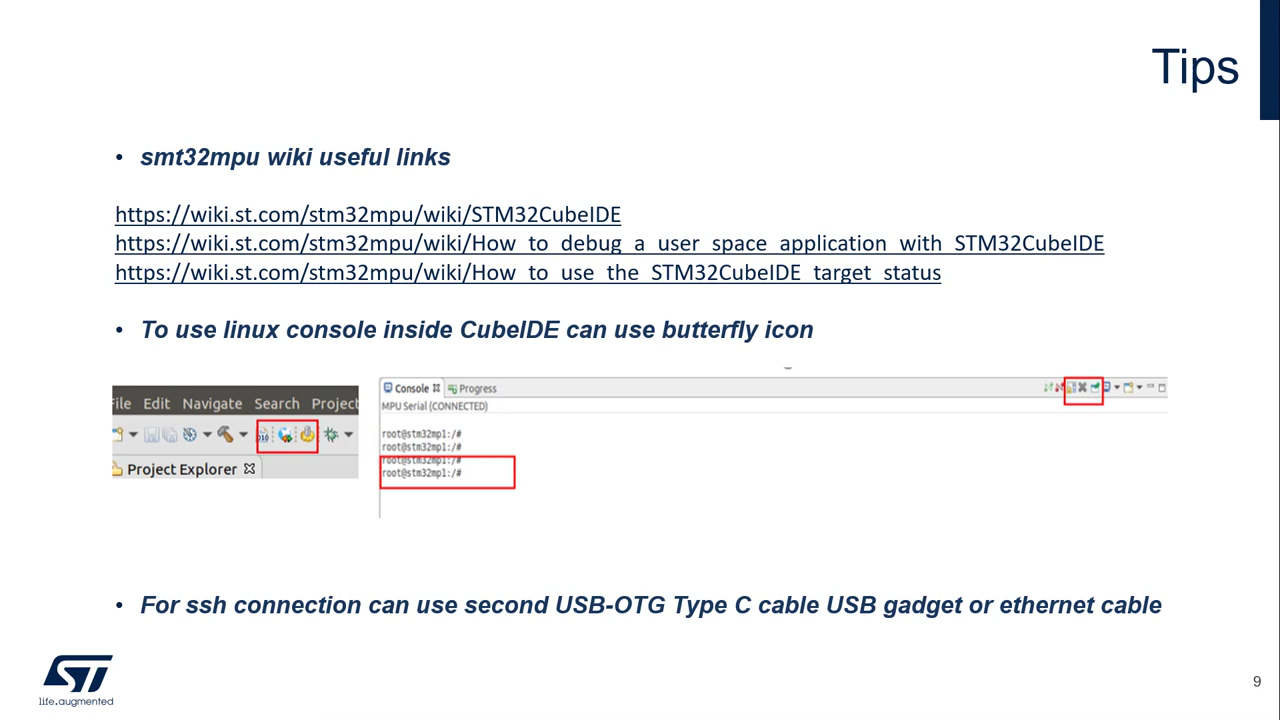 Tips
• smt32mpu wiki useful links
https://wiki.st.com/stm32mpu/wiki/STM32CubeIDE
https://wiki.st.com/stm32mpu/wiki/How_to_debug_a_user_space_application_with_STM32CubeIDE
https://wiki.st.com/stm32mpu/wiki/How_to_use_the_STM32CubeIDE_target_status
• To use linux console inside CubeIDE can use butterfly icon
File Edit Navigate Search Project
010
Project Explorer
Console Progress
MPU Serial (CONNECTED)
root@stm32mp1:/#
root@stm32mp1:/#
root@stm32mp1:/#
root@stm32mp1:/#
• For ssh connection can use second USB-OTG Type C cable USB gadget or ethernet cable
ST
life.augmented
9